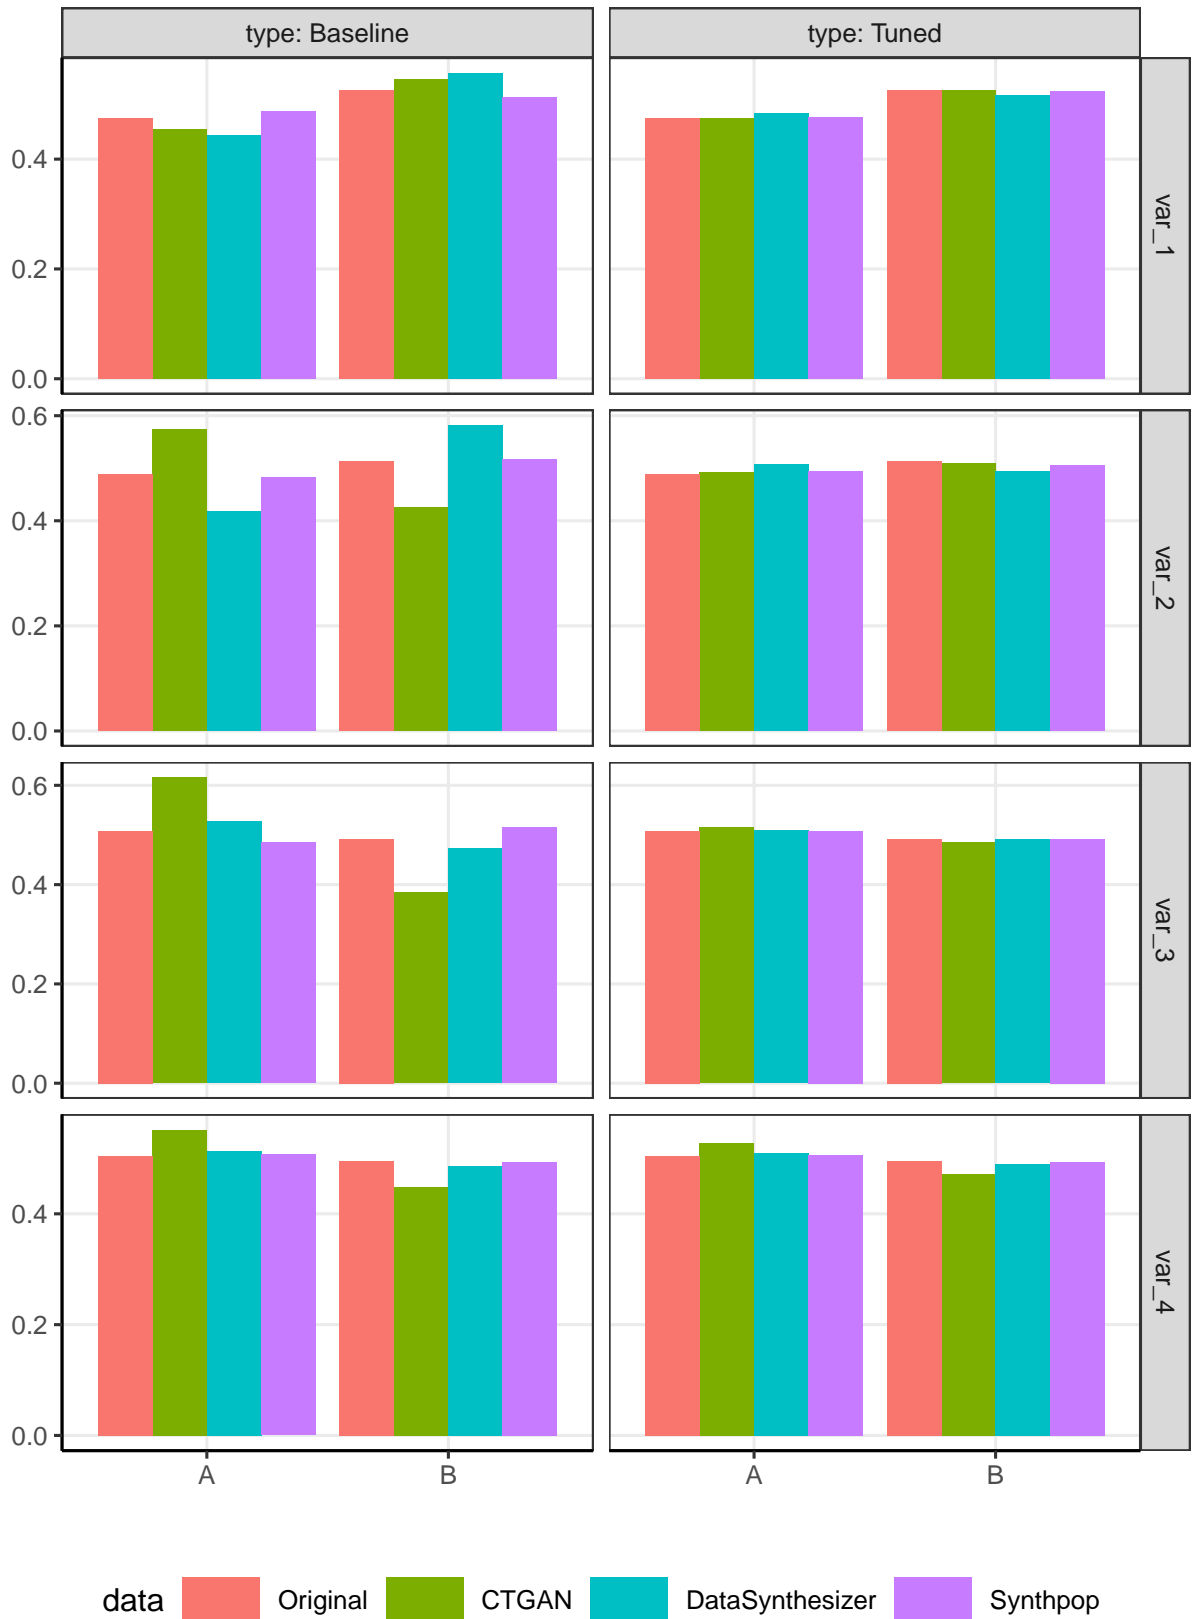 type: Baseline
type: Tuned
0.4
0.2
0.0
var_1
0.6
0.4
0.2
0.0
var_2
0.6
0.4
0.2
0.0
var_3
0.4
0.2
0.0
var_4
A
B
A
B
data Original CTGAN DataSynthesizer Synthpop